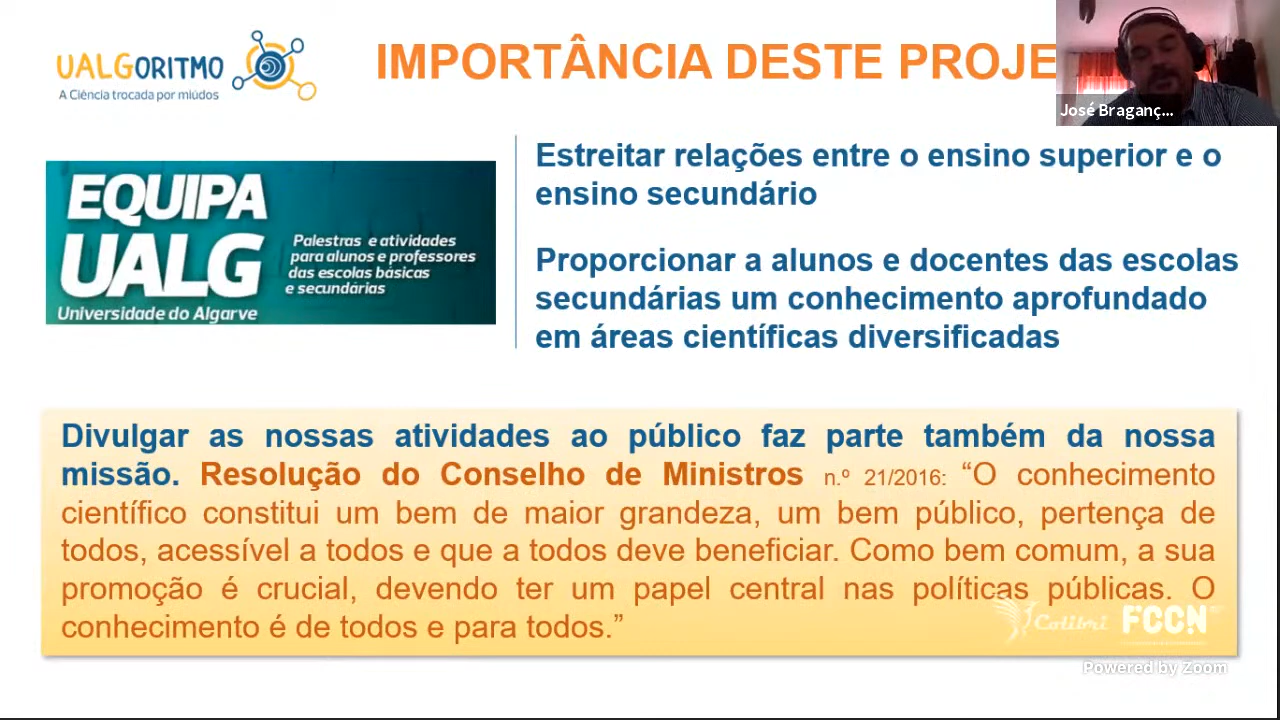 UALGORITMO
A Ciência trocada por miúdos
IMPORTÂNCIA DESTE PROJE
José Braganç...
EQUIPA
UALG
Universidade do Algarve
Palestras e atividades
para alunos e professores
das escolas básicas
e secundárias
Estreitar relações entre o ensino superior e o
ensino secundário
Proporcionar a alunos e docentes das escolas
secundárias um conhecimento aprofundado
em áreas científicas diversificadas
Divulgar as nossas atividades ao público faz parte também da nossa
missão. Resolução do Conselho de Ministros n.º 21/2016: “O conhecimento
científico constitui um bem de maior grandeza, um bem público, pertença de
todos, acessível a todos e que a todos deve beneficiar. Como bem comum, a sua
promoção é crucial, devendo ter um papel central nas políticas públicas. O
conhecimento é de todos e para todos.”
Colibri FCCN
Powered by Zoom